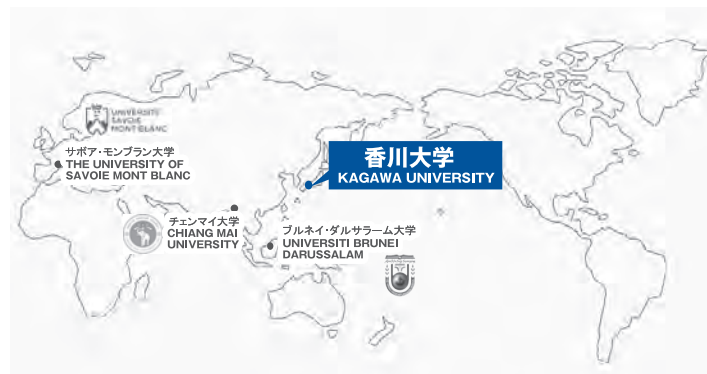 UNIVERSITÉ
SAVOIE
MONT BLANC
サボア・モンブラン大学
THE UNIVERSITY OF
SAVOIE MONT BLANC
香川大学
KAGAWA UNIVERSITY
チェンマイ大学
CHIANG MAI
UNIVERSITY
ブルネイ・ダルサラーム大学
UNIVERSITI BRUNEI
DARUSSALAM